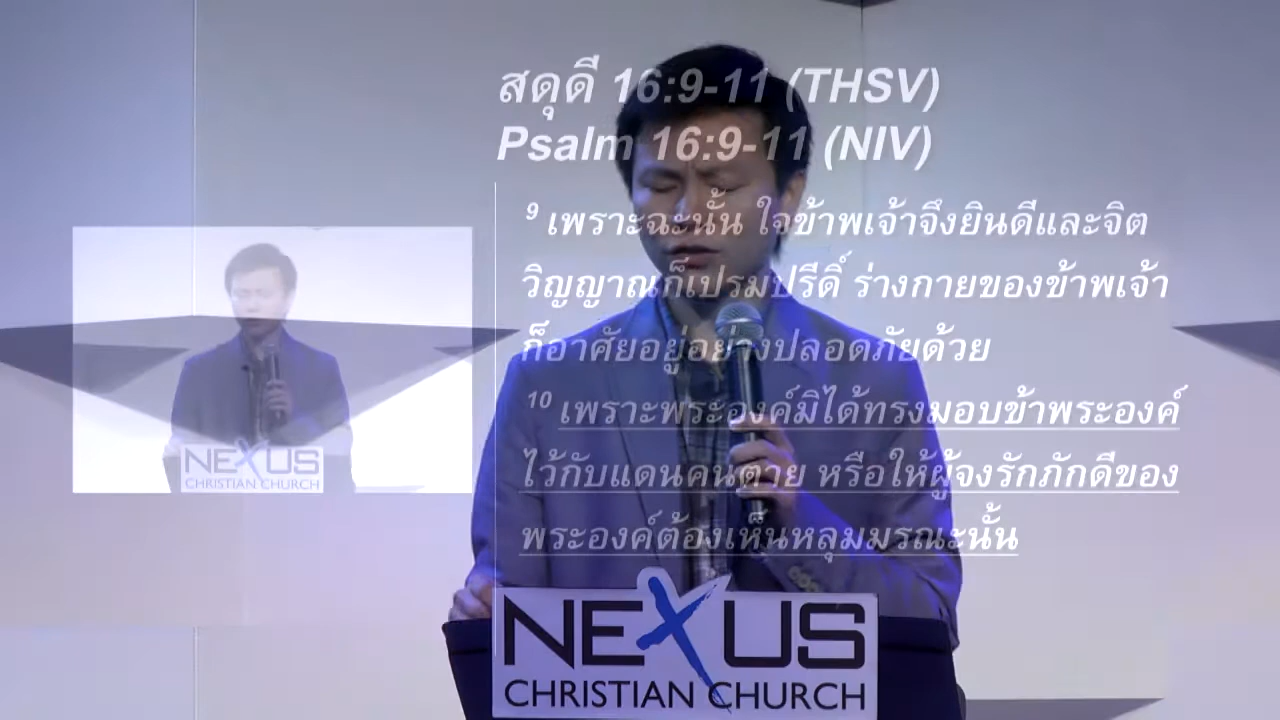 สดุดี 16:9-11 (THSV)
Psalm 16:9-11 (NIV)
9 เพราะฉะนั้น ใจข้าพเจ้าจึงยินดีและจิต
วิญญาณก็เปรมปรีดิ์ ร่างกายของข้าพเจ้า
ก็อาศัยอยู่อย่างปลอดภัยด้วย
10 เพราะพระองค์มิได้ทรงมอบข้าพระองค์
ไว้กับแดนคนตาย หรือให้ผู้จงรักภักดีของ
พระองค์ต้องเห็นหลุมมรณะนั้น
NEXUS
CHRISTIAN CHURCH
NEXUS
CHRISTIAN CHURCH